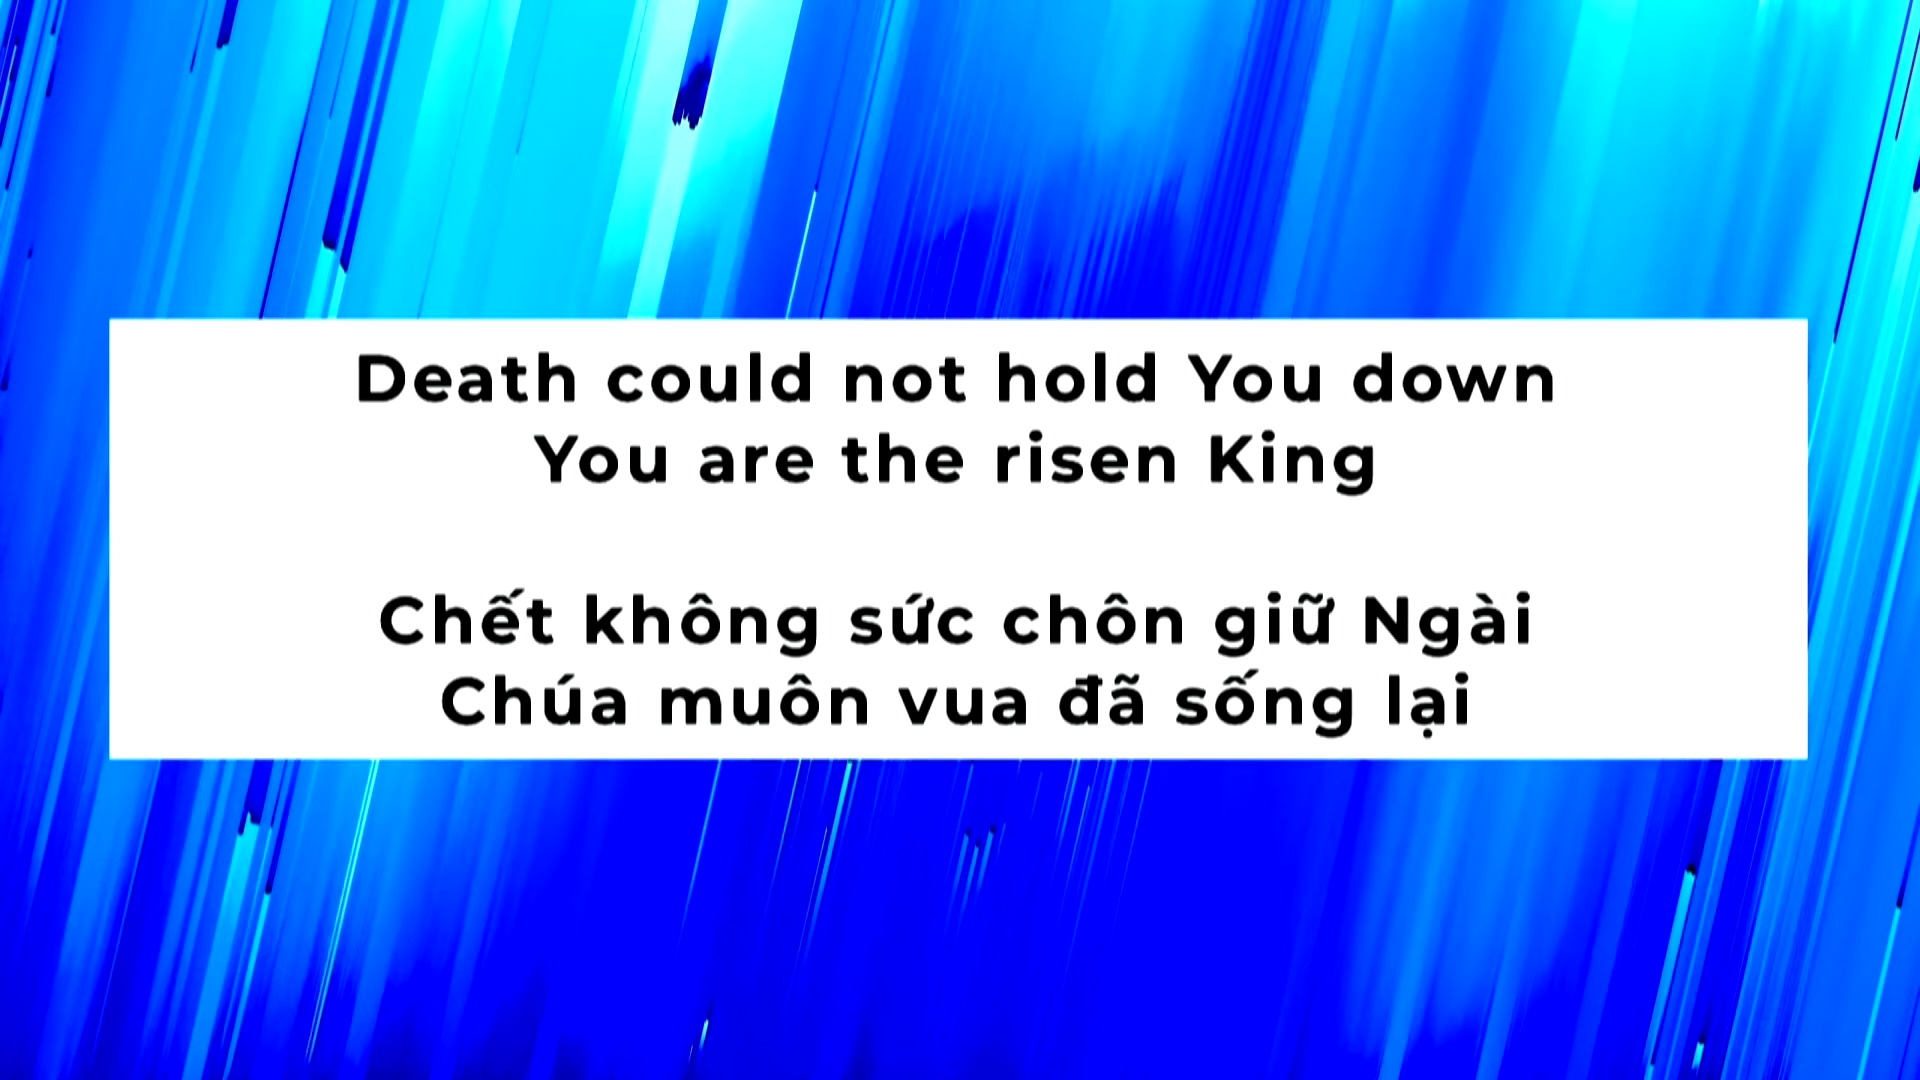 Death could not hold You down
You are the risen King
Chết không sức chôn giữ Ngài
Chúa muôn vua đã sống lại